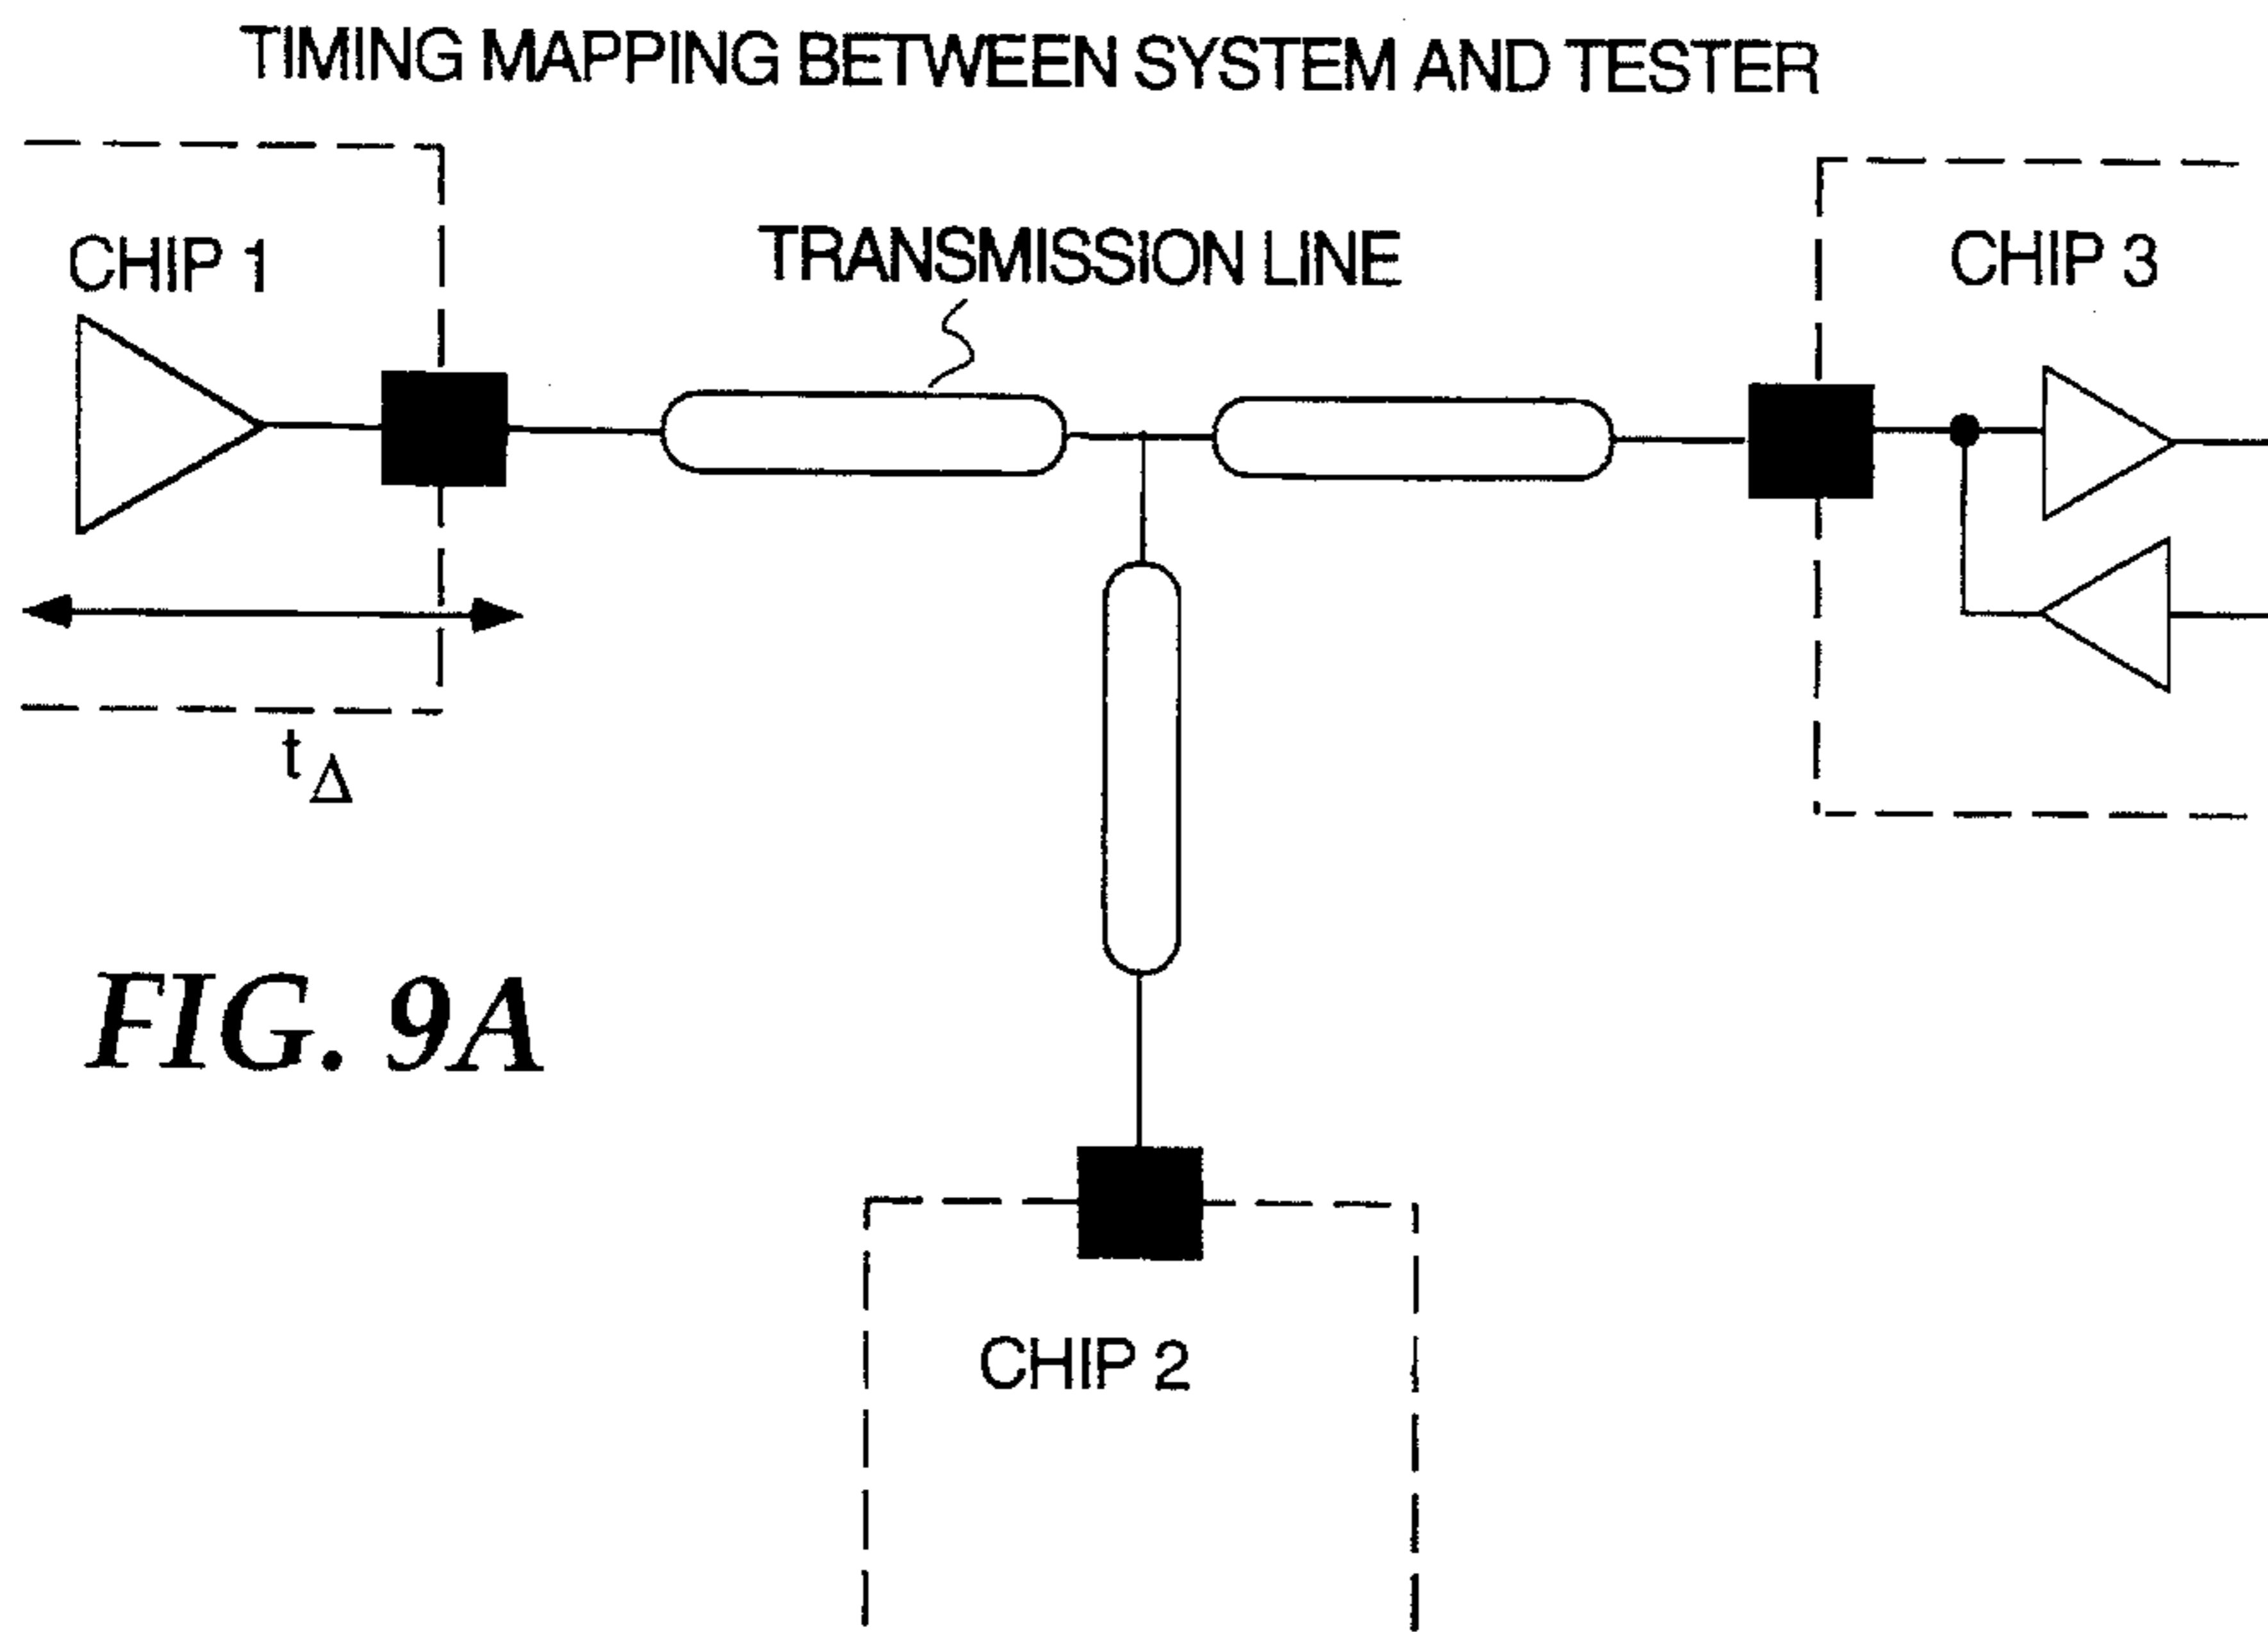 TIMING MAPPING BETWEEN SYSTEM AND TESTER
CHIP 1
TRANSMISSION LINE
CHIP 3
tΔ
FIG. 9A
CHIP 2